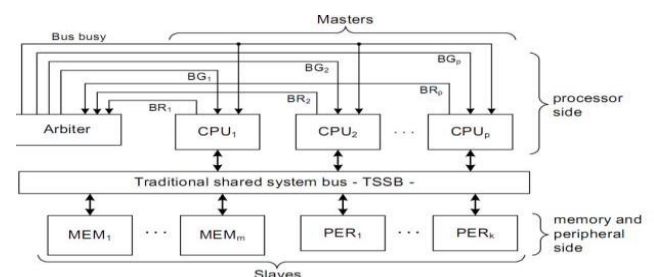 Masters
Bus busy
BG₁
BG₂
BGₚ
BR₁
BR₂
BRₚ
Arbiter
CPU₁
CPU₂
. . .
CPUₚ
processor
side
Traditional shared system bus - TSSB -
MEM₁
. . .
MEMₘ
PER₁
. . .
PERₖ
memory and
peripheral
side
Slaves